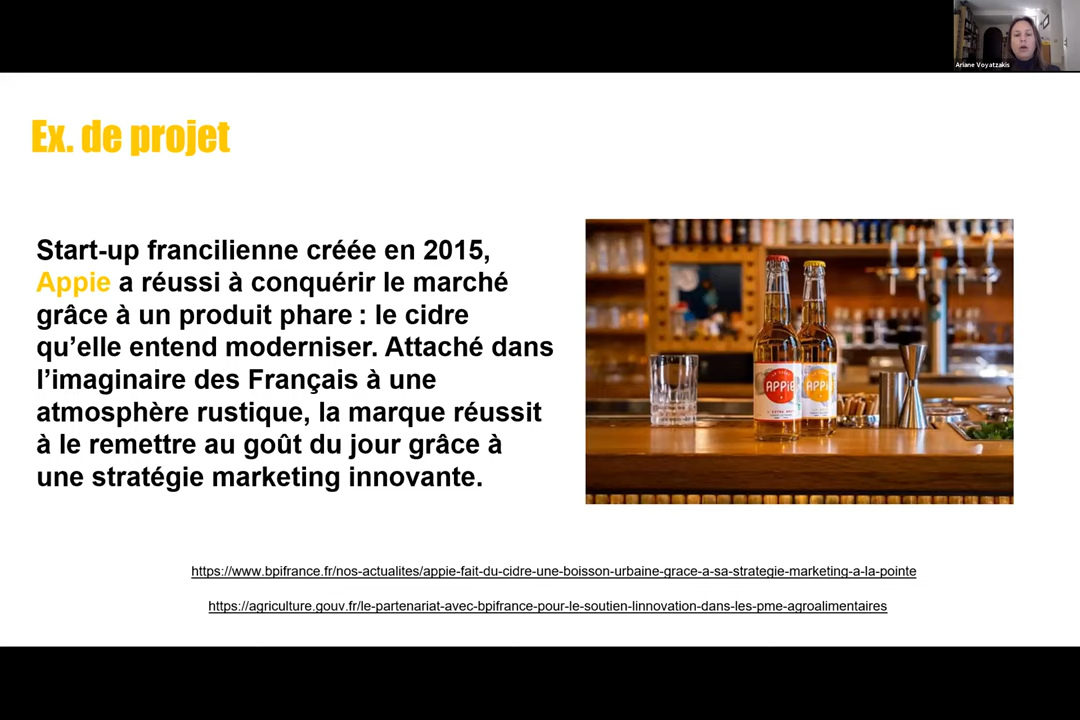 Ariane Voyatzakis
Ex. de projet
Start-up francilienne créée en 2015,
Appie a réussi à conquérir le marché
grâce à un produit phare : le cidre
qu’elle entend moderniser. Attaché dans
l’imaginaire des Français à une
atmosphère rustique, la marque réussit
à le remettre au goût du jour grâce à
une stratégie marketing innovante.
APPIE
APPIE
https://www.bpifrance.fr/nos-actualites/appie-fait-du-cidre-une-boisson-urbaine-grace-a-sa-strategie-marketing-a-la-pointe
https://agriculture.gouv.fr/le-partenariat-avec-bpifrance-pour-le-soutien-linnovation-dans-les-pme-agroalimentaires